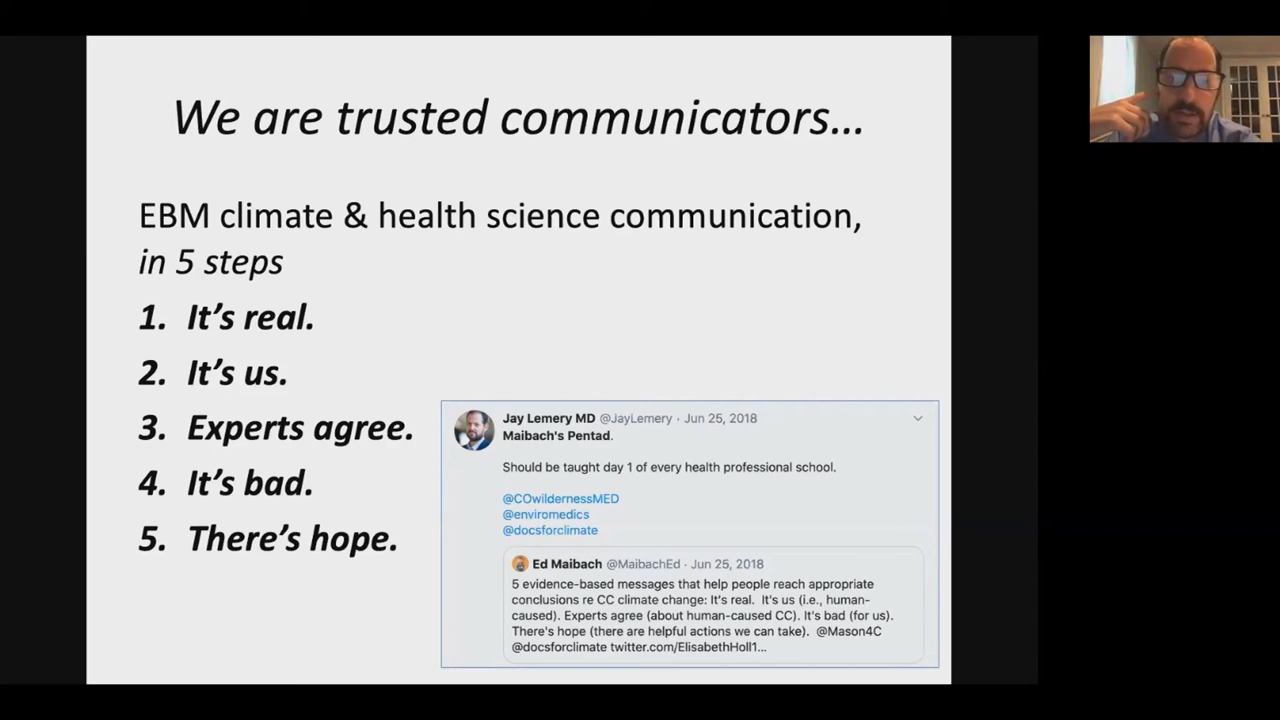 We are trusted communicators…
EBM climate & health science communication,
in 5 steps
1. It's real.
2. It's us.
3. Experts agree.
4. It's bad.
5. There's hope.
Jay Lemery MD @JayLemery · Jun 25, 2018
Maibach's Pentad.
Should be taught day 1 of every health professional school.
@COwildernessMED
@enviromedics
@docsforclimate
Ed Maibach @MaibachEd · Jun 25, 2018
5 evidence-based messages that help people reach appropriate
conclusions re CC climate change: It's real.  It's us (i.e., human-
caused). Experts agree (about human-caused CC). It's bad (for us).
There's hope (there are helpful actions we can take).  @Mason4C
@docsforclimate twitter.com/ElisabethHoll1…